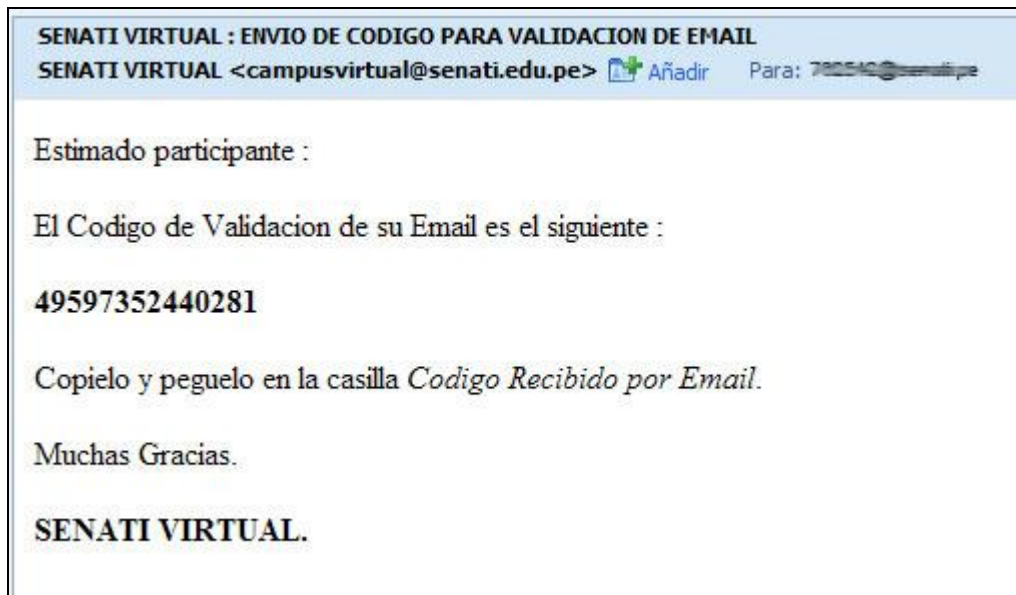 SENATI VIRTUAL : ENVIO DE CODIGO PARA VALIDACION DE EMAIL
SENATI VIRTUAL <campusvirtual@senati.edu.pe> Añadir Para:
Estimado participante :
El Codigo de Validacion de su Email es el siguiente :
49597352440281
Copielo y peguelo en la casilla Codigo Recibido por Email.
Muchas Gracias.
SENATI VIRTUAL.